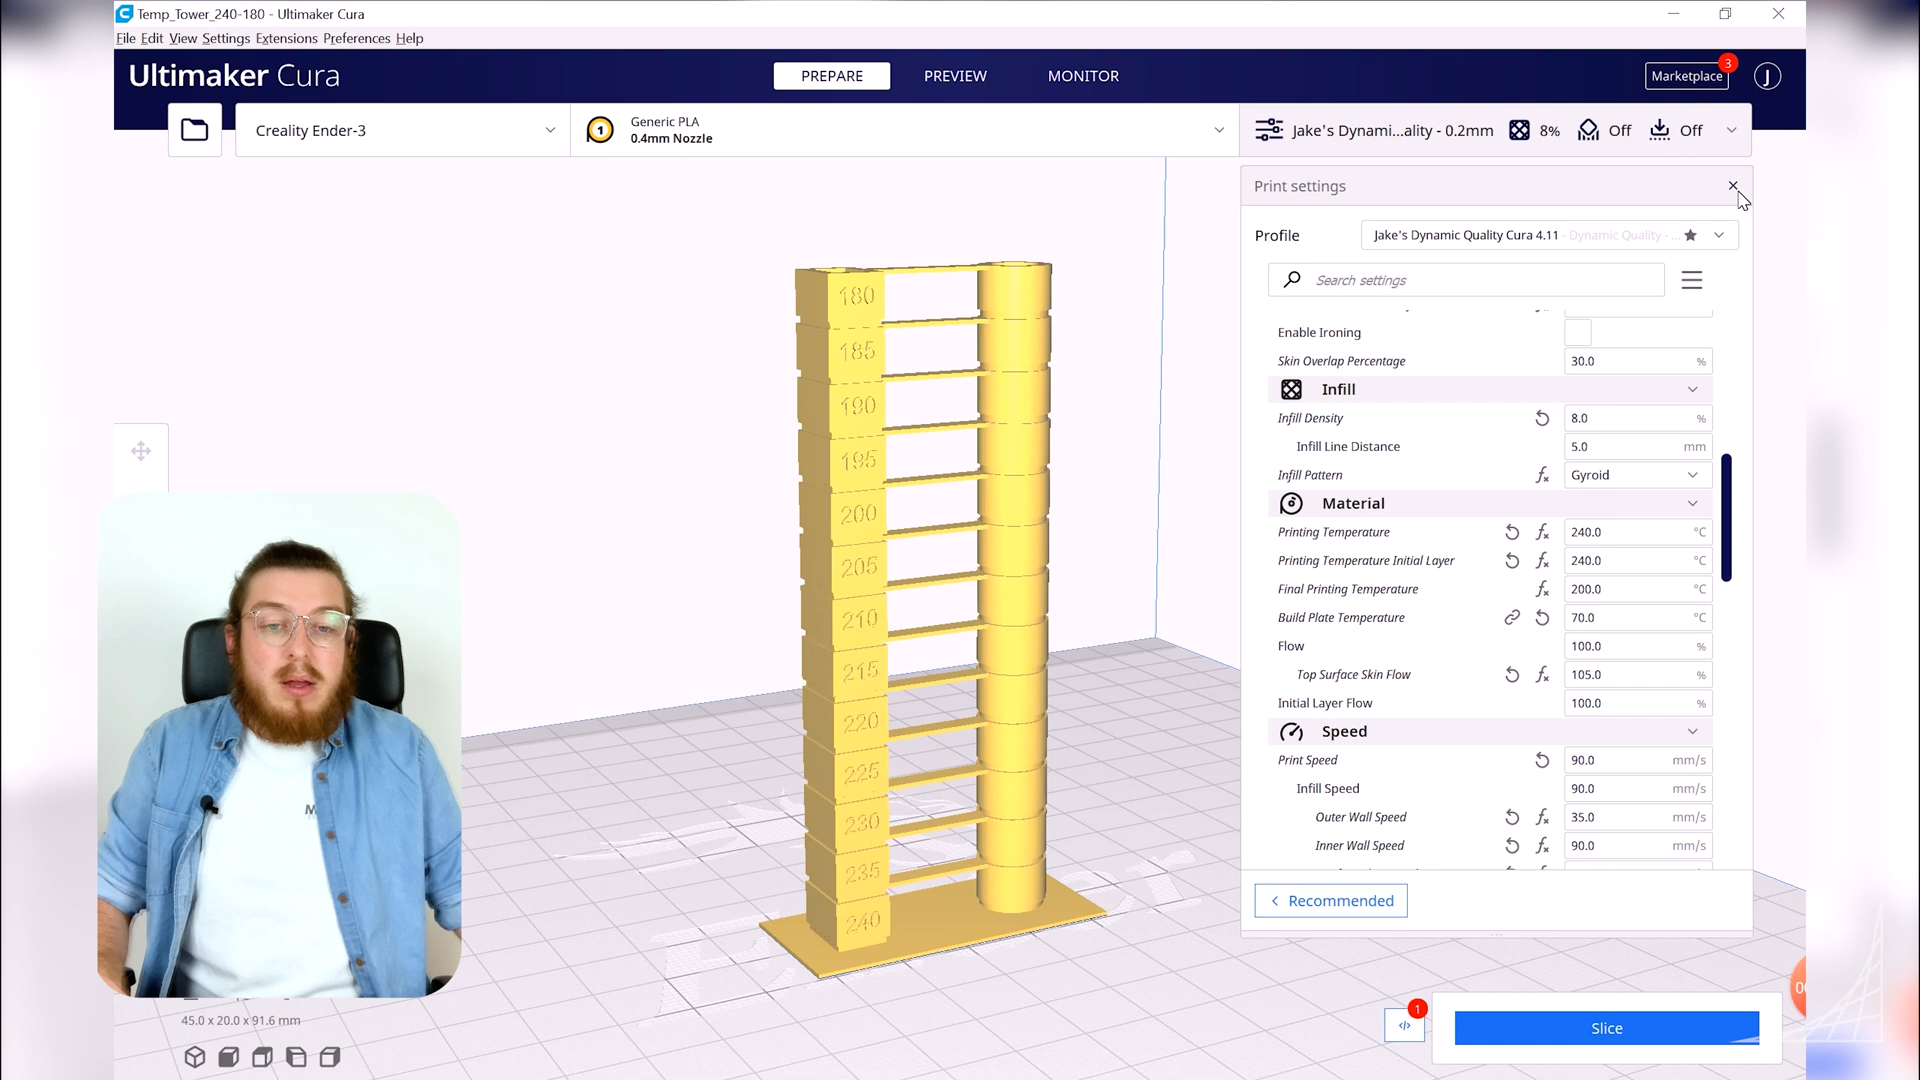 Temp_Tower_240-180 - Ultimaker Cura
File Edit View Settings Extensions Preferences Help
Ultimaker Cura
PREPARE PREVIEW MONITOR
Marketplace 3 J
Creality Ender-3
1 Generic PLA
0.4mm Nozzle
Jake's Dynami...ality - 0.2mm 8% Off Off
Print settings
Profile Jake's Dynamic Quality Cura 4.11 - Dynamic Quality - ...
Search settings
Enable Ironing
Skin Overlap Percentage 30.0 %
Infill
Infill Density 8.0 %
Infill Line Distance 5.0 mm
Infill Pattern Gyroid
Material
Printing Temperature 240.0 °C
Printing Temperature Initial Layer 240.0 °C
Final Printing Temperature 200.0 °C
Build Plate Temperature 70.0 °C
Flow 100.0 %
Top Surface Skin Flow 105.0 %
Initial Layer Flow 100.0 %
Speed
Print Speed 90.0 mm/s
Infill Speed 90.0 mm/s
Outer Wall Speed 35.0 mm/s
Inner Wall Speed 90.0 mm/s
Recommended
180
185
190
195
200
205
210
215
220
225
230
235
240
45.0 x 20.0 x 91.6 mm
1
Slice